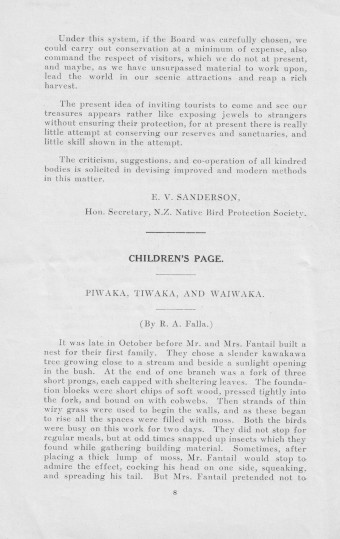 Under this system, if the Board was carefully chosen, we
could carry out conservation at a minimum of expense, also
command the respect of visitors, which we do not at present,
and maybe, as we have unsurpassed material to work upon,
lead the world in our scenic attractions and reap a rich
harvest.
The present idea of inviting tourists to come and see our
treasures appears rather like exposing jewels to strangers
without ensuring their protection, for at present there is really
little attempt at conserving our reserves and sanctuaries, and
little skill shown in the attempt.
The criticism, suggestions, and co-operation of all kindred
bodies is solicited in devising improved and modern methods
in this matter.
E. V. SANDERSON,
Hon. Secretary, N.Z. Native Bird Protection Society.
CHILDREN'S PAGE.
PIWAKA, TIWAKA, AND WAIWAKA.
(By R. A. Falla.)
It was late in October before Mr. and Mrs. Fantail built a
nest for their first family. They chose a slender kawakawa
tree growing close to a stream and beside a sunlight opening
in the bush. At the end of one branch was a fork of three
short prongs, each capped with sheltering leaves. The founda-
tion blocks were short chips of soft wood, pressed tightly into
the fork, and bound on with cobwebs. Then strands of thin
wiry grass were used to begin the walls, and as these began
to rise all the spaces were filled with moss. Both the birds
were busy on this work for two days. They did not stop for
regular meals, but at odd times snapped up insects which they
found while gathering building material. Sometimes, after
placing a thick lump of moss, Mr. Fantail would stop to
admire the effect, cocking his head on one side, squeaking,
and spreading his tail. But Mrs. Fantail pretended not to
8